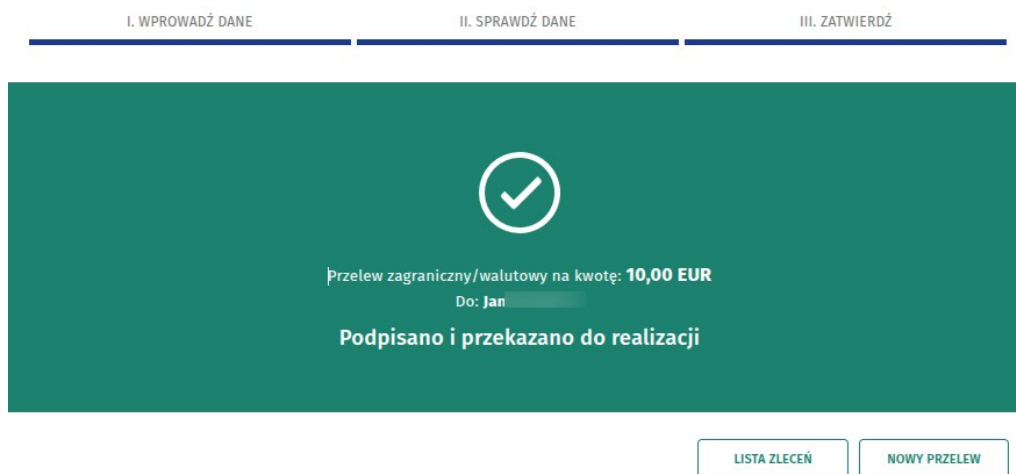 I. WPROWADŹ DANE
II. SPRAWDŹ DANE
III. ZATWIERDŹ
Przelew zagraniczny/walutowy na kwotę: 10,00 EUR
Do: Jan
Podpisano i przekazano do realizacji
LISTA ZLECEŃ
NOWY PRZELEW